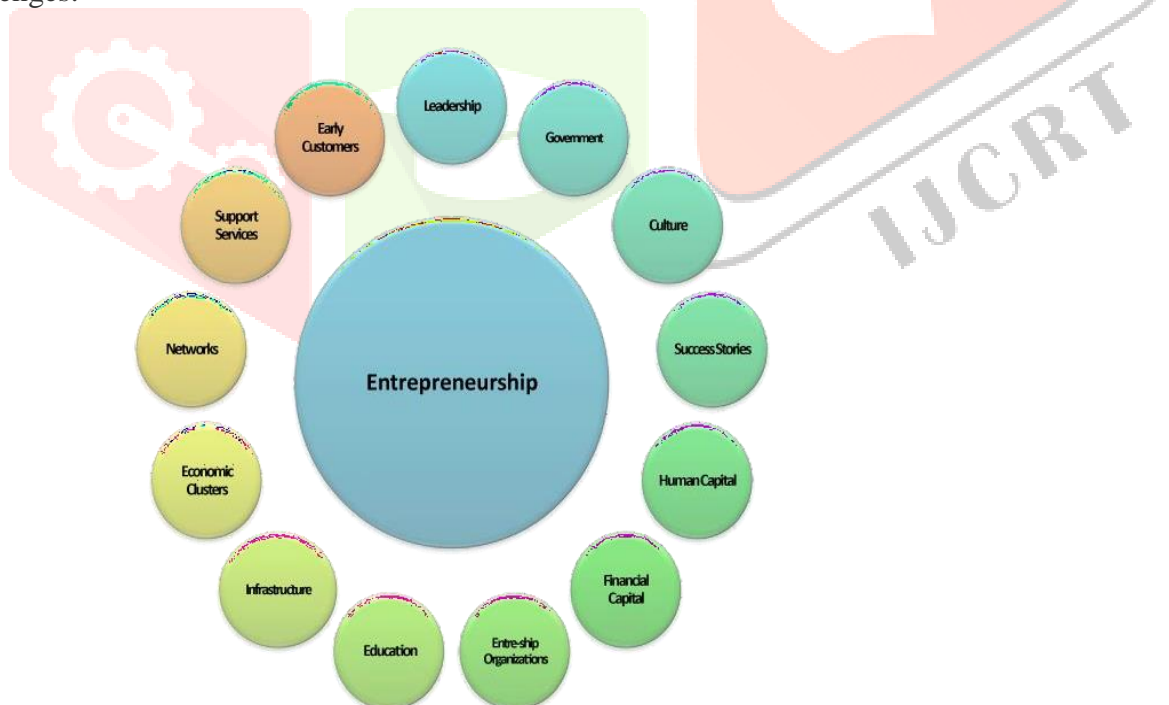 enges.
IJCRT
Leadership
Government
Culture
Success Stories
Human Capital
Financial
Capital
Entre-ship
Organizations
Education
Infrastructure
Economic
Clusters
Networks
Support
Services
Early
Customers
Entrepreneurship